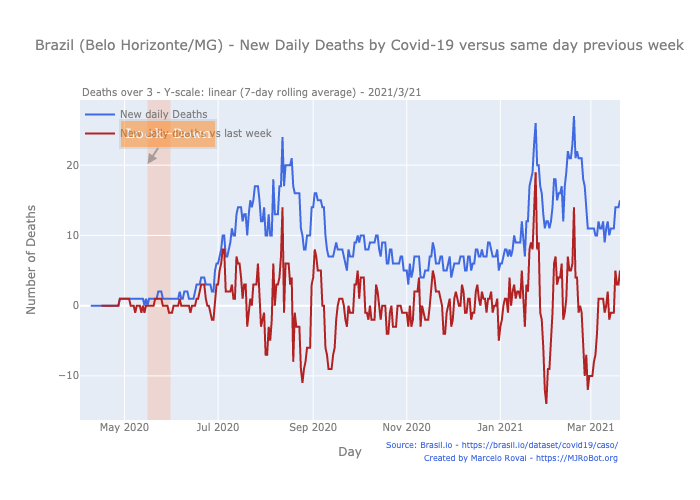 Brazil (Belo Horizonte/MG) - New Daily Deaths by Covid-19 versus same day previous week
Deaths over 3 - Y-scale: linear (7-day rolling average) - 2021/3/21
New daily Deaths
vs last week
20
10
0
−10
Number of Deaths
May 2020 Jul 2020 Sep 2020 Nov 2020 Jan 2021 Mar 2021
Day
Source: Brasil.io - https://brasil.io/dataset/covid19/caso/
Created by Marcelo Rovai - https://MJRoBot.org